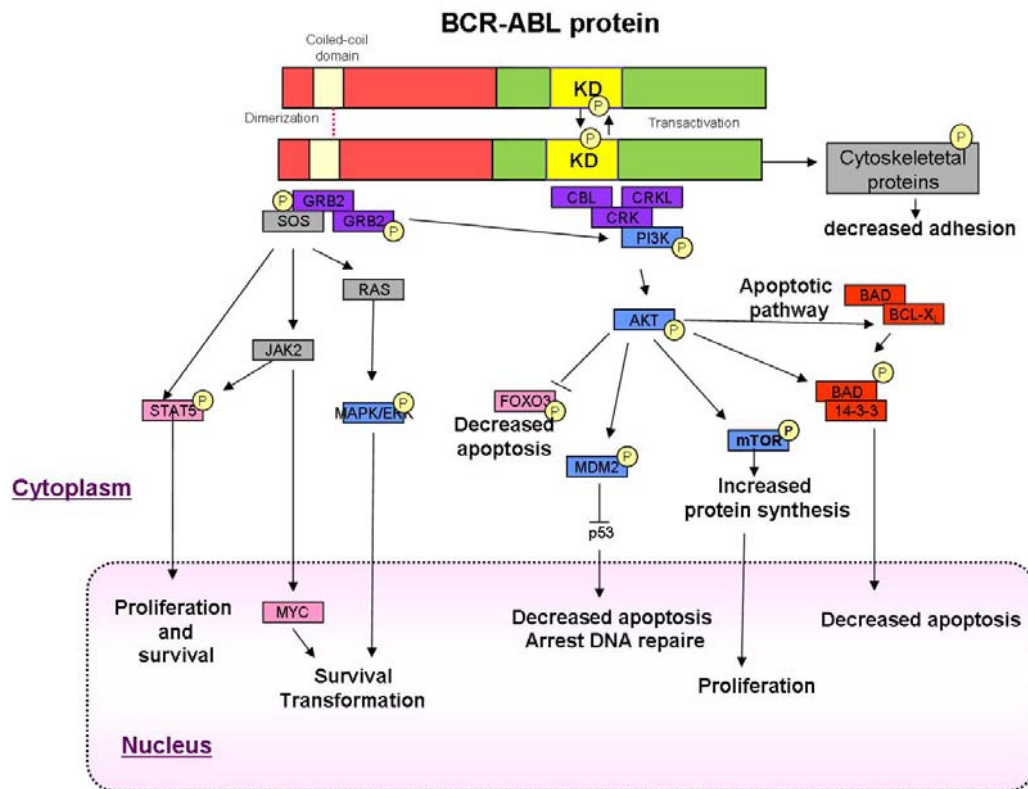 BCR-ABL protein
Coiled-coil
domain
KD
P
Dimerization
Transactivation
P
KD
P
Cytoskeletetal
proteins
decreased adhesion
P
GRB2
SOS
GRB2
P
CBL
CRKL
CRK
PI3K
P
RAS
JAK2
STAT5
P
MAPK/ERK
P
AKT
P
Apoptotic
pathway
BAD
BCL-XL
P
BAD
14-3-3
FOXO3
P
Decreased
apoptosis
MDM2
P
mTOR
P
Increased
protein synthesis
p53
Cytoplasm
Proliferation
and
survival
MYC
Survival
Transformation
Decreased apoptosis
Arrest DNA repaire
Proliferation
Decreased apoptosis
Nucleus